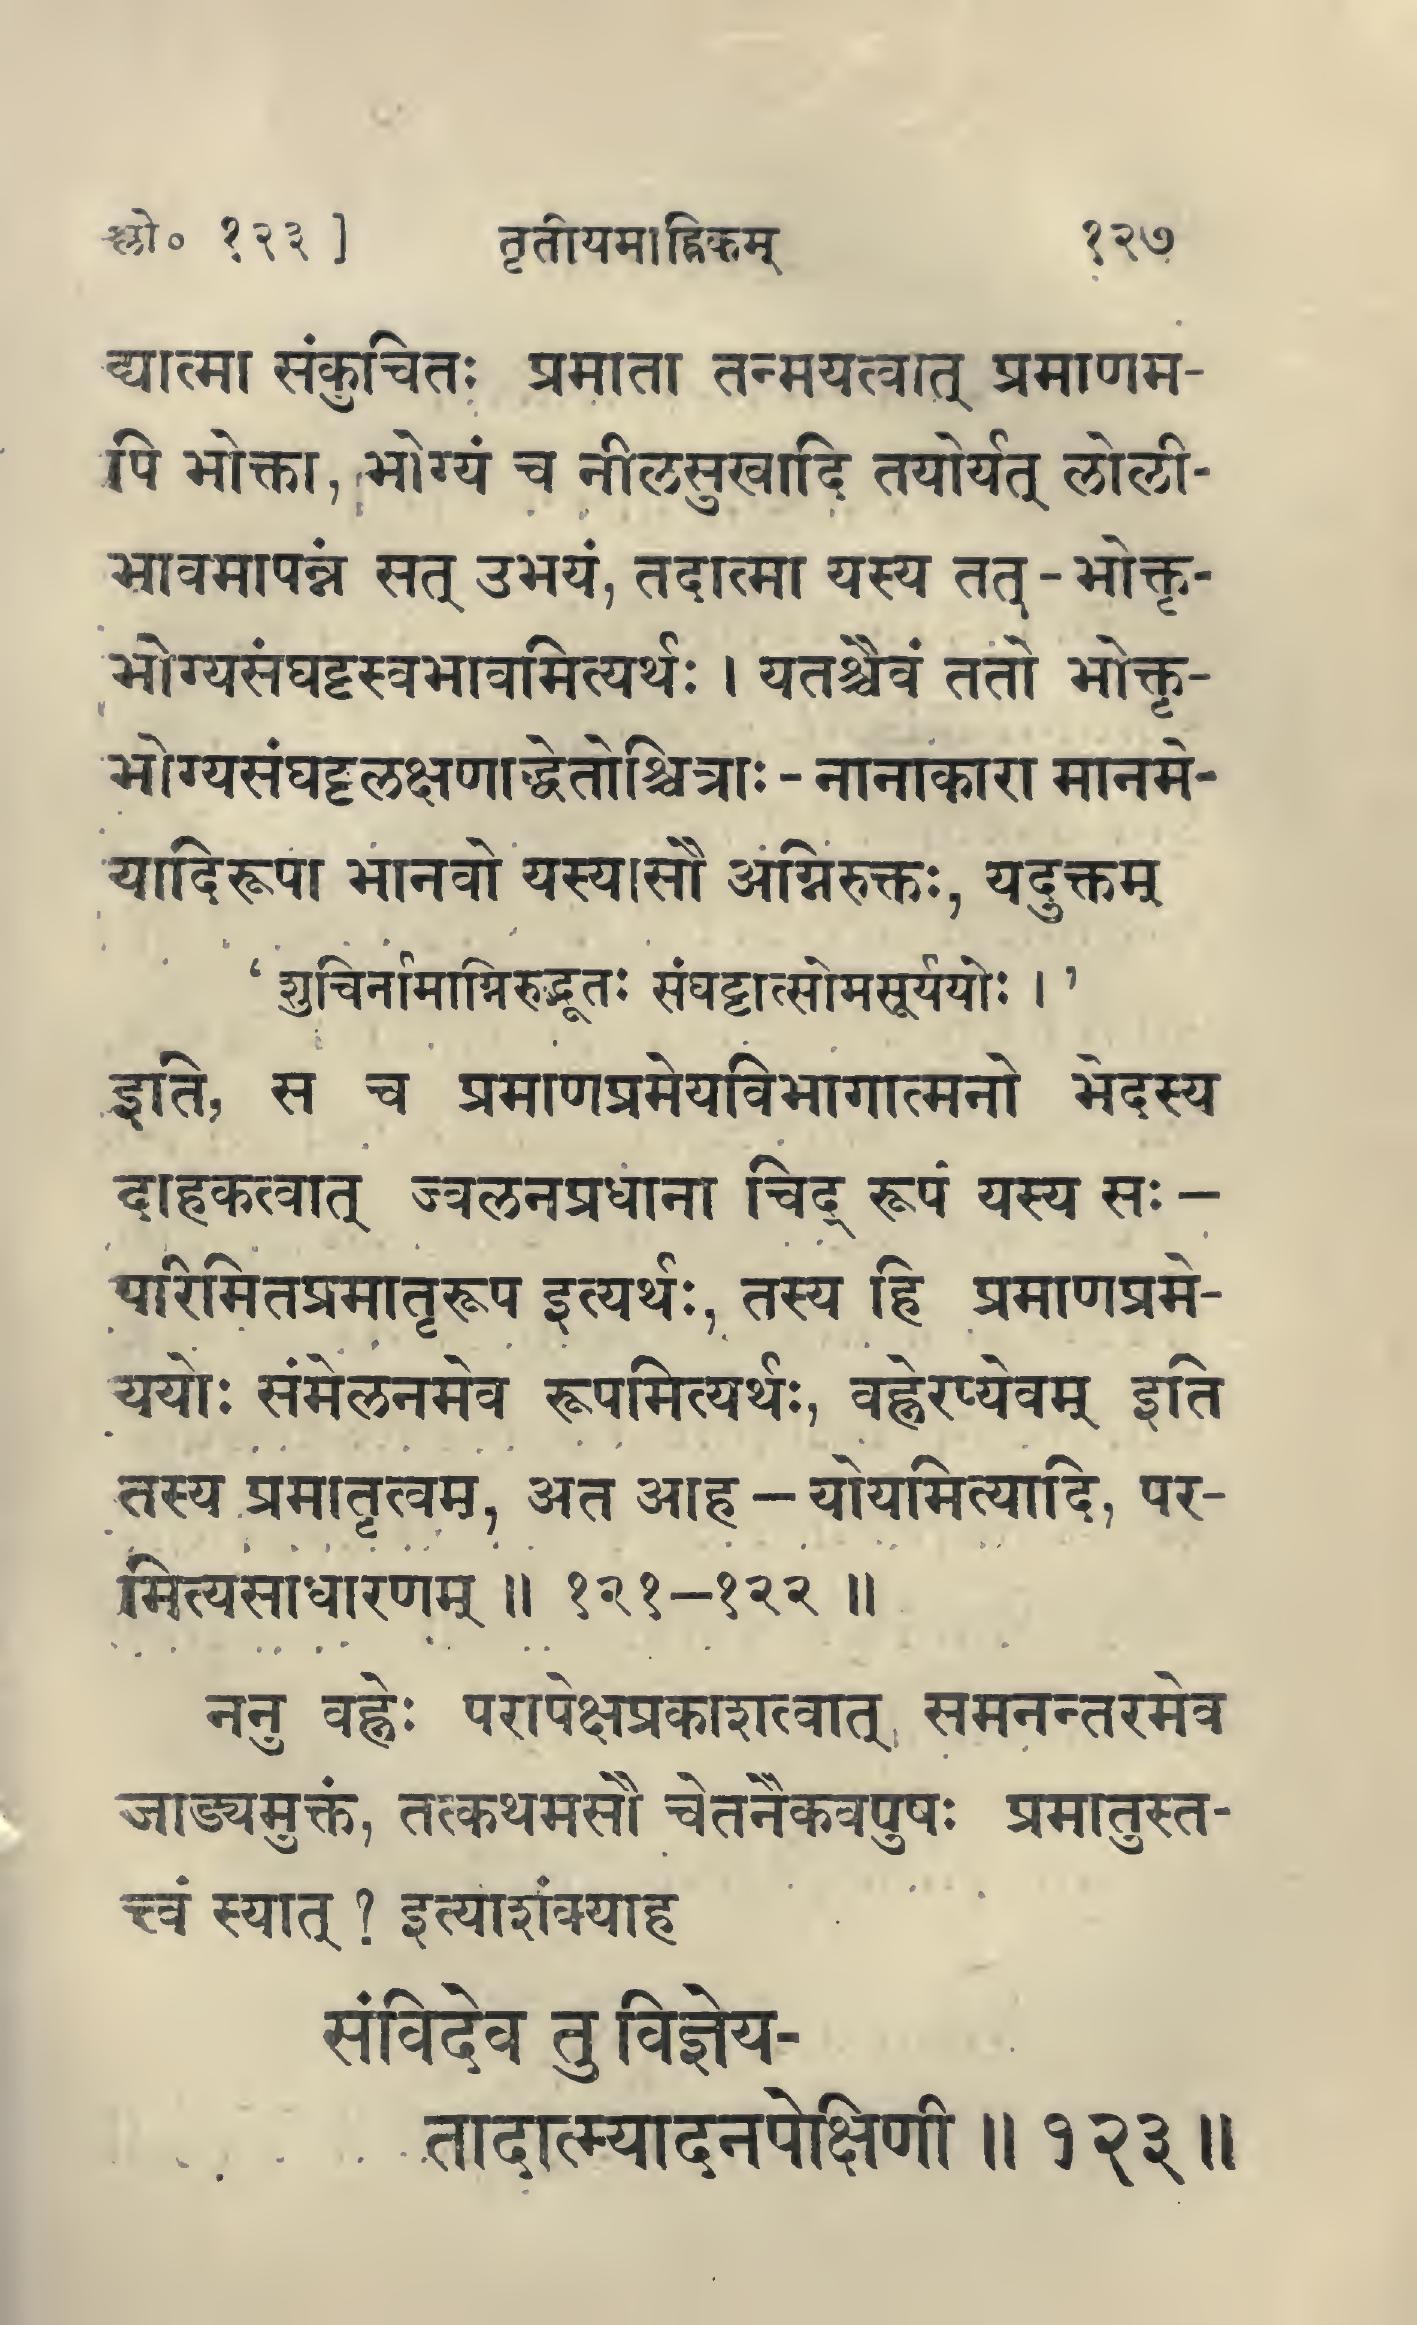 श्लो० १२३ ] तृतीयमाह्निकम् १२७
द्यात्मा संकुचितः प्रमाता तन्मयत्वात् प्रमाणम-
पि भोक्ता, भोग्यं च नीलसुखादि तयोर्यत् लोली-
भावमापन्नं सत् उभयं, तदात्मा यस्य तत् - भोक्तृ-
भोग्यसंघट्टस्वभावमित्यर्थः । यतश्चैवं ततो भोक्तृ-
भोग्यसंघट्टलक्षणाद्धेतोश्चित्राः - नानाकारा मानमे-
यादिरूपा भानवो यस्यासौ अग्निरुक्तः, यदुक्तम्
‘ शुचिर्नामाग्निरुद्भूतः संघट्टात्सोमसूर्ययोः । ’
इति, स च प्रमाणप्रमेयविभागात्मनो भेदस्य
दाहकत्वात् ज्वलनप्रधाना चिद् रूपं यस्य सः —
परिमितप्रमातृरूप इत्यर्थः, तस्य हि प्रमाणप्रमे-
ययोः संमेलनमेव रूपमित्यर्थः, वह्नेरप्येवम् इति
तस्य प्रमातृत्वम्, अत आह — योयमित्यादि, पर-
मित्यसाधारणम् ॥ १२१—१२२ ॥
ननु वह्नेः परापेक्षप्रकाशत्वात् समनन्तरमेव
जाड्यमुक्तं, तत्कथमसौ चेतनैकवपुषः प्रमातुस्त-
त्त्वं स्यात् ? इत्याशंक्याह
संविदेव तु विज्ञेय-
तादात्म्यादनपेक्षिणी ॥ १२३ ॥